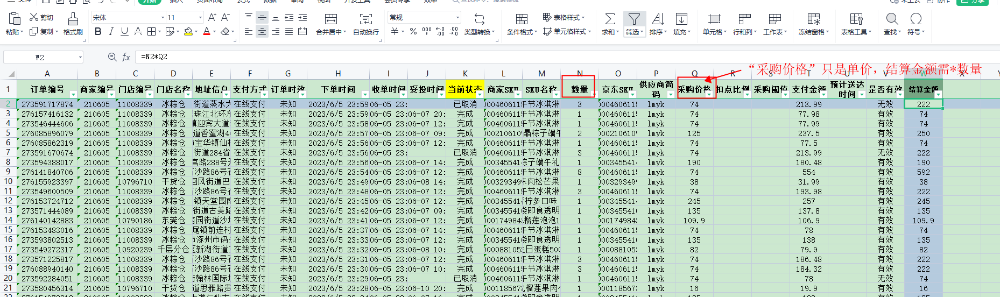 开始
剪切
宋体
11
常规
表格样式
粘贴
复制
格式刷
合并居中
自动换行
类型转换
条件格式
单元格样式
求和
筛选
排序
填充
单元格
行和列
工作表
冻结窗格
表格工具
查找
符号
W2
fx
=N2*Q2
A B C D E F G H I J K L M N O P Q R S T U V W X
“采购价格”只是单价，结算金额需*数量
1 订单编号 商家编号 门店编号 门店名称 地址信息 支付方式 订单时效 下单时间 收单时间 妥投时间 当前状态 商家SKU SKU名称 数量 京东SKU 供应商简码 采购价格 扣点比例 采购阈值 支付金额 预计送达时间 是否有效 结算金额
2 273591717874 210605 11008339 冰粽仓 街道蒸水大 在线支付 未知 2023/6/5 23:59 06-05 23: 已取消 00460611 午节冰淇淋 3 0046061 lmyk 74 213.99 无效 222
3 276157416132 210605 11008339 冰粽仓 珠江北环东 在线支付 未知 2023/6/5 23:59 06-05 23: 06-07 20: 完成 00460611 午节冰淇淋 1 0046061 lmyk 74 77.98 有效 74
4 273546444606 210605 11008339 冰粽仓 迎宾大道 在线支付 未知 2023/6/5 23:58 06-05 23: 06-07 12: 完成 00460611 午节冰淇淋 1 0046061 lmyk 74 77.99 有效 74
5 276085896079 210605 11008339 冰粽仓 道香蜜湖4 在线支付 未知 2023/6/5 23:57 06-05 23: 06-07 09: 完成 00021061 晶粽子端午 2 0002106 lmyk 125 237.5 有效 250
6 276085862319 210605 11008339 冰粽仓 宝华镇仙林 在线支付 未知 2023/6/5 23:56 06-05 23: 06-07 12: 完成 00460611 午节冰淇淋 1 0046061 lmyk 74 77.5 有效 74
7 273591670674 210605 11008339 冰粽仓 街道284省 在线支付 未知 2023/6/5 23:56 06-05 23: 已取消 00460611 午节冰淇淋 3 0046061 lmyk 74 213.99 无效 222
8 273594388017 210605 11008339 冰粽仓 宫路288号 在线支付 未知 2023/6/5 23:56 06-05 23: 06-07 14: 完成 00345541 粽子端午礼 1 0034554 lmyk 190 180.48 有效 190
9 276141840706 210605 11008339 冰粽仓 沙路86号 在线支付 未知 2023/6/5 23:54 06-05 23: 06-07 12: 完成 00460611 午节冰淇淋 8 0046061 lmyk 74 554 有效 592
10 276155923397 210605 10796710 干货仓 回风街道巴 在线支付 未知 2023/6/5 23:49 06-05 23: 06-08 14: 完成 00329349 肉松芒果 1 0032934 lmyk 38 31.99 有效 38
11 273549600509 210605 11008339 冰粽仓 沙路86号 在线支付 未知 2023/6/5 23:48 06-05 23: 06-07 12: 完成 00460611 午节冰淇淋 3 0046061 lmyk 74 193.98 有效 222
12 276153724712 210605 11008339 冰粽仓 镇天堂围南 在线支付 未知 2023/6/5 23:45 06-05 23: 06-07 12: 完成 00345541 柠多口味 1 0034554 lmyk 245 257 有效 245
13 273571444089 210605 11008339 冰粽仓 街道古美路 在线支付 未知 2023/6/5 23:42 06-05 23: 06-07 09: 完成 00345541 袋即食透明 1 0034554 lmyk 135 137.8 有效 135
14 276140142883 210605 10790186 东莞仓 园街道沙 在线支付 未知 2023/6/5 23:41 06-05 23: 06-07 12: 完成 00174984 榴莲泡泡1 1 0017498 lmyk 109.9 106.9 有效 109.9
15 276153483016 210605 11008339 冰粽仓 尾镇前连村 在线支付 未知 2023/6/5 23:37 06-05 23: 06-07 14: 完成 00460611 午节冰淇淋 1 0046061 lmyk 74 78 有效 74
16 273593802513 210605 11008339 冰粽仓 涿州市码 在线支付 未知 2023/6/5 23:33 06-05 23: 06-07 12: 完成 00345541 袋即食透明 1 0034554 lmyk 135 138 有效 135
17 273549272317 210605 10920239 千层分仓 区新湖街道 在线支付 未知 2023/6/5 23:32 06-05 23: 06-08 10: 完成 00088105 日蛋糕500 1 0008810 lmyk 82 79.9 有效 82
18 273571225817 210605 11008339 冰粽仓 沙路86号 在线支付 未知 2023/6/5 23:31 06-05 23: 06-07 12: 完成 00460611 午节冰淇淋 3 0046061 lmyk 74 186.48 有效 222
19 276088940140 210605 11008339 冰粽仓 沙路86号 在线支付 未知 2023/6/5 23:30 06-05 23: 06-07 10: 完成 00460611 午节冰淇淋 3 0046061 lmyk 74 184.32 有效 222
20 273592284051 210605 11008339 冰粽仓 翰林国际 在线支付 未知 2023/6/5 23:29 06-05 23: 已取消 00460611 午节冰淇淋 1 0046061 lmyk 74 78 无效 74
21 273580456314 210605 10796710 干货仓 道思雅路贵 在线支付 未知 2023/6/5 23:28 06-05 23: 06-10 20: 完成 00118567 榴莲果肉 1 0011856 lmyk 16 19.9 有效 16